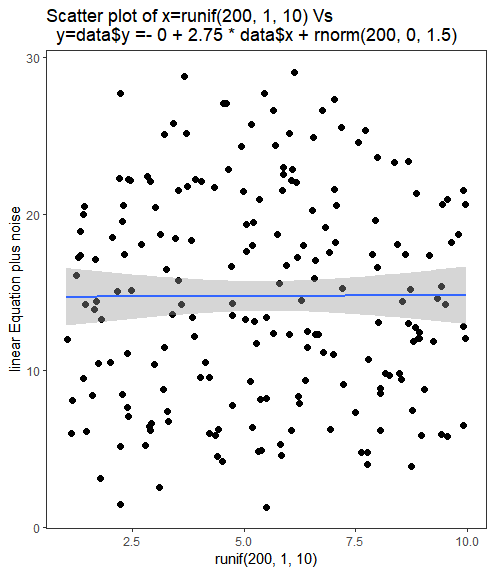 Scatter plot of x=runif(200, 1, 10) Vs
y=data$y =- 0 + 2.75 * data$x + rnorm(200, 0, 1.5)
30
20
10
0
linear Equation plus noise
2.5 5.0 7.5 10.0
runif(200, 1, 10)